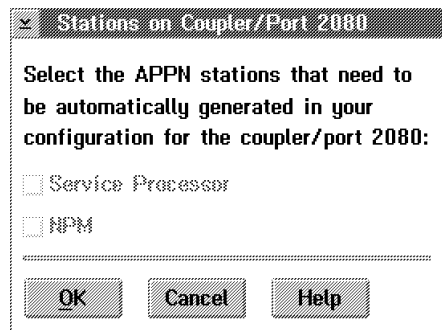 Stations on Coupler/Port 2080
Select the APPN stations that need to
be automatically generated in your
configuration for the coupler/port 2080:
Service Processor
NPM
OK Cancel Help